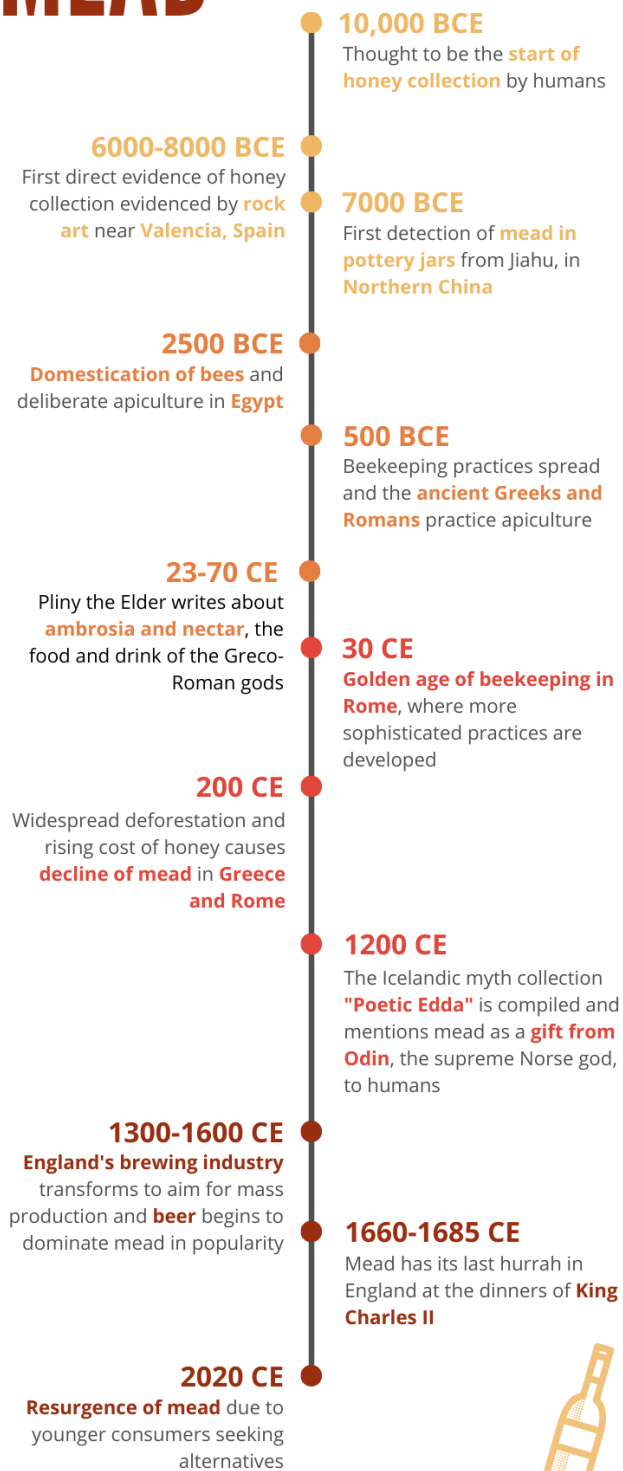 MEAD
10,000 BCE
Thought to be the start of
honey collection by humans
6000-8000 BCE
First direct evidence of honey
collection evidenced by rock
art near Valencia, Spain
7000 BCE
First detection of mead in
pottery jars from Jiahu, in
Northern China
2500 BCE
Domestication of bees and
deliberate apiculture in Egypt
500 BCE
Beekeeping practices spread
and the ancient Greeks and
Romans practice apiculture
23-70 CE
Pliny the Elder writes about
ambrosia and nectar, the
food and drink of the Greco-
Roman gods
30 CE
Golden age of beekeeping in
Rome, where more
sophisticated practices are
developed
200 CE
Widespread deforestation and
rising cost of honey causes
decline of mead in Greece
and Rome
1200 CE
The Icelandic myth collection
"Poetic Edda" is compiled and
mentions mead as a gift from
Odin, the supreme Norse god,
to humans
1300-1600 CE
England's brewing industry
transforms to aim for mass
production and beer begins to
dominate mead in popularity
1660-1685 CE
Mead has its last hurrah in
England at the dinners of King
Charles II
2020 CE
Resurgence of mead due to
younger consumers seeking
alternatives